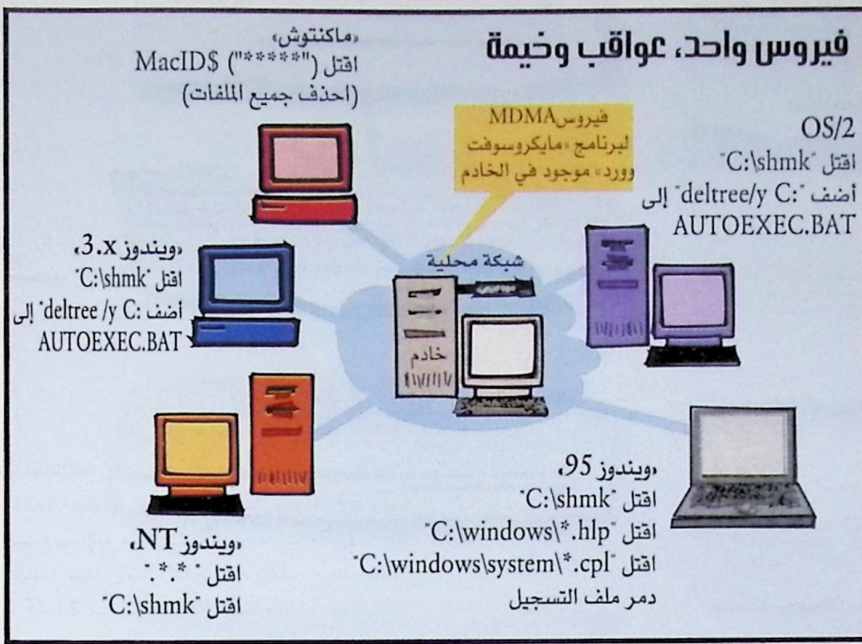 فيروس واحد، عواقب وخيمة
«ماكنتوش»
اقتل ("*****") MacID$
(احذف جميع الملفات)
فيروس MDMA
لبرنامج «مايكروسوفت
وورد» موجود في الخادم
OS/2
اقتل "C:\shmk"
أضف "deltree/y C:" إلى
AUTOEXEC.BAT
شبكة محلية
خادم
«ويندوز 3.x»
اقتل "C:\shmk"
أضف "deltree /y C: إلى
AUTOEXEC.BAT
«ويندوز NT»
اقتل "*.*"
اقتل "C:\shmk"
«ويندوز 95»
اقتل "C:\shmk"
اقتل "C:\windows\*.hlp"
اقتل "C:\windows\system\*.cpl"
دمر ملف التسجيل